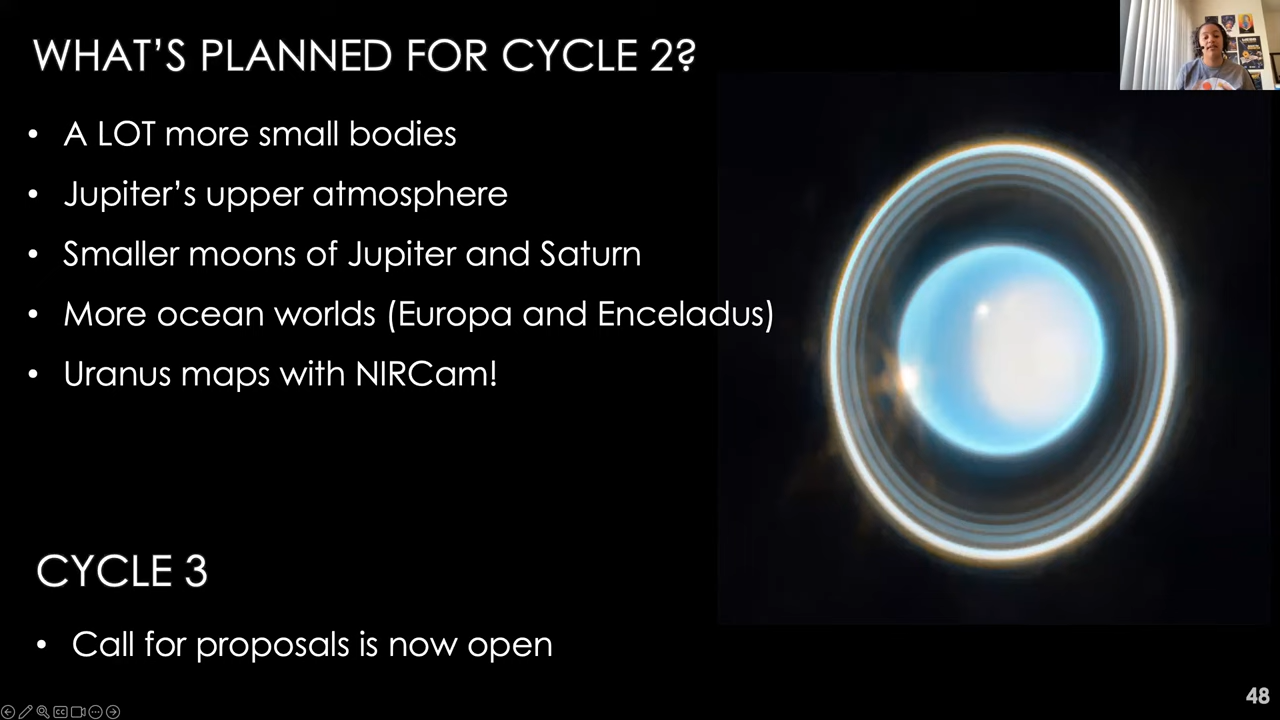 WHAT'S PLANNED FOR CYCLE 2?
• A LOT more small bodies
• Jupiter's upper atmosphere
• Smaller moons of Jupiter and Saturn
• More ocean worlds (Europa and Enceladus)
• Uranus maps with NIRCam!
CYCLE 3
• Call for proposals is now open
48